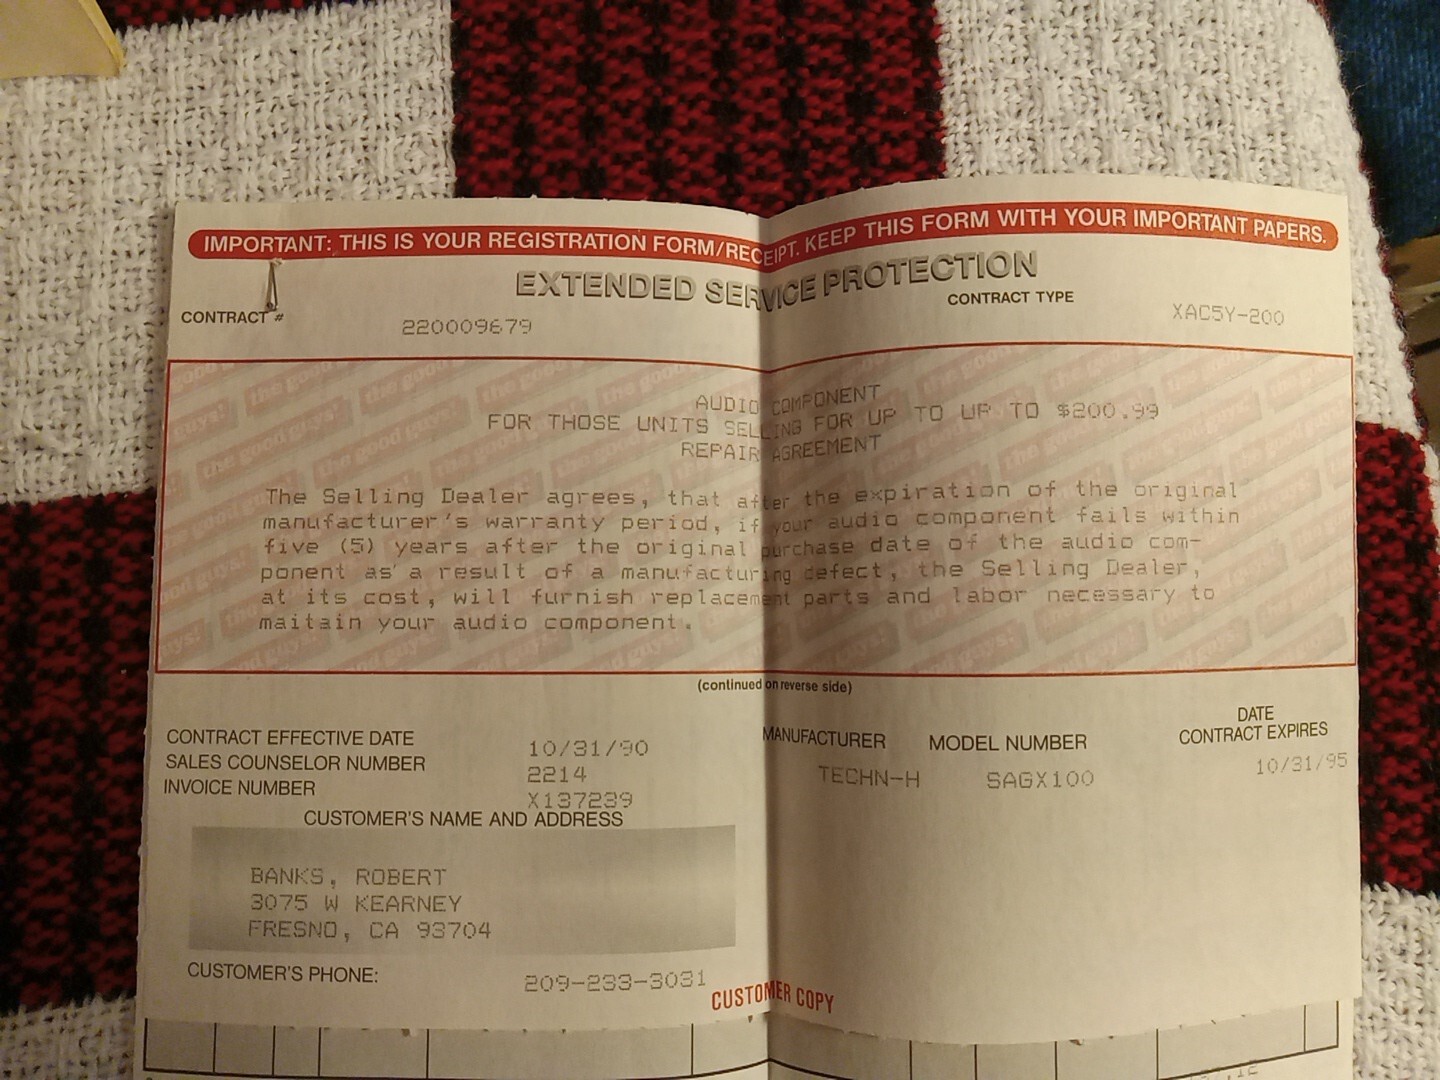 IMPORTANT: THIS IS YOUR REGISTRATION FORM/RECEIPT. KEEP THIS FORM WITH YOUR IMPORTANT PAPERS.
EXTENDED SERVICE PROTECTION
CONTRACT # 220009679 CONTRACT TYPE XAC5Y-200
AUDIO COMPONENT
FOR THOSE UNITS SELLING FOR UP TO UP TO $200.99
REPAIR AGREEMENT
The Selling Dealer agrees, that after the expiration of the original
manufacturer's warranty period, if your audio component fails within
five (5) years after the original purchase date of the audio com-
ponent as a result of a manufacturing defect, the Selling Dealer,
at its cost, will furnish replacement parts and labor necessary to
maitain your audio component.
(continued on reverse side)
CONTRACT EFFECTIVE DATE 10/31/90
SALES COUNSELOR NUMBER 2214
INVOICE NUMBER X137239
MANUFACTURER MODEL NUMBER DATE CONTRACT EXPIRES
TECHN-H SAGX100 10/31/95
CUSTOMER'S NAME AND ADDRESS
BANKS, ROBERT
3075 W KEARNEY
FRESNO, CA 93704
CUSTOMER'S PHONE: 209-233-3031
CUSTOMER COPY